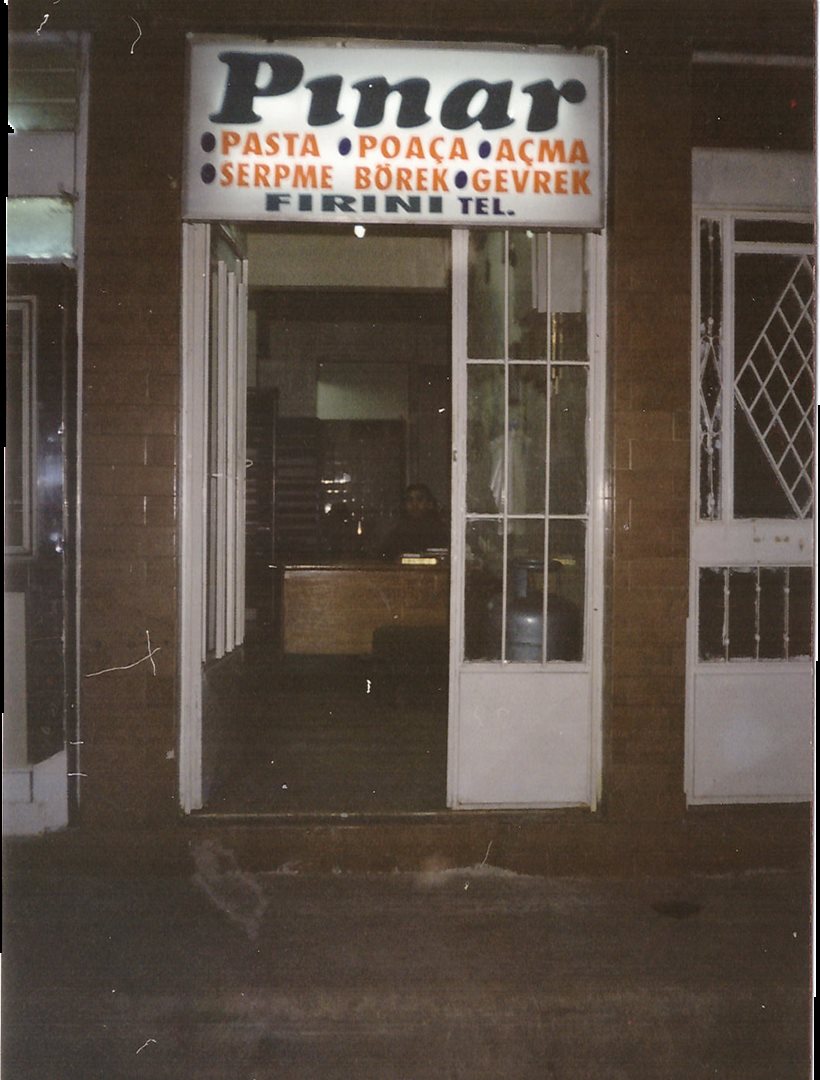 Pınar
PASTA POAÇA AÇMA
SERPME BÖREK GEVREK
FIRINI TEL.